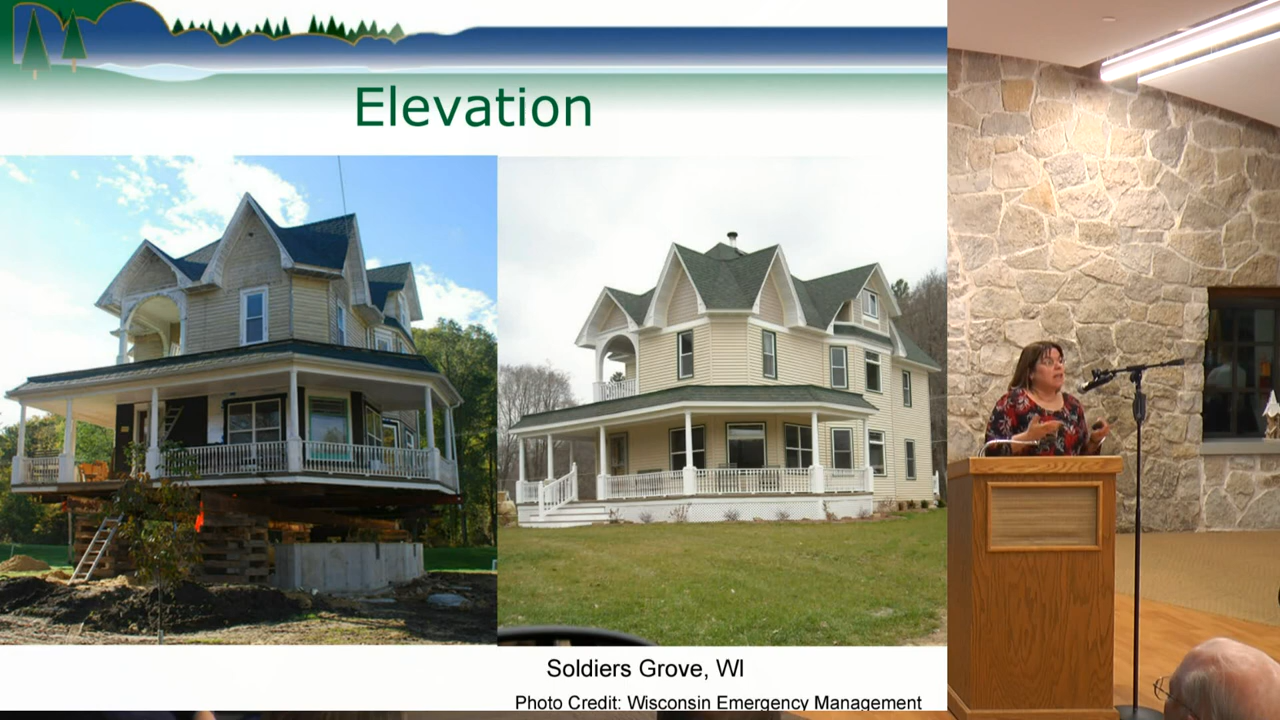 Elevation
Soldiers Grove, WI
Photo Credit: Wisconsin Emergency Management